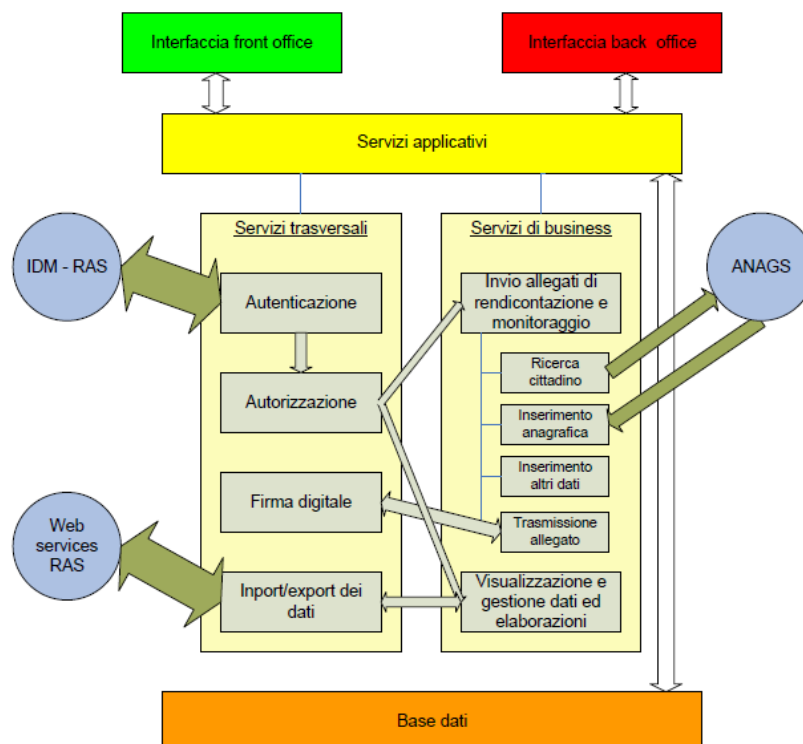 Interfaccia front office
Interfaccia back office
Servizi applicativi
Servizi trasversali
Servizi di business
IDM - RAS
ANAGS
Autenticazione
Invio allegati di
rendicontazione e
monitoraggio
Ricerca
cittadino
Autorizzazione
Inserimento
anagrafica
Inserimento
altri dati
Firma digitale
Trasmissione
allegato
Web
services
RAS
Inport/export dei
dati
Visualizzazione e
gestione dati ed
elaborazioni
Base dati